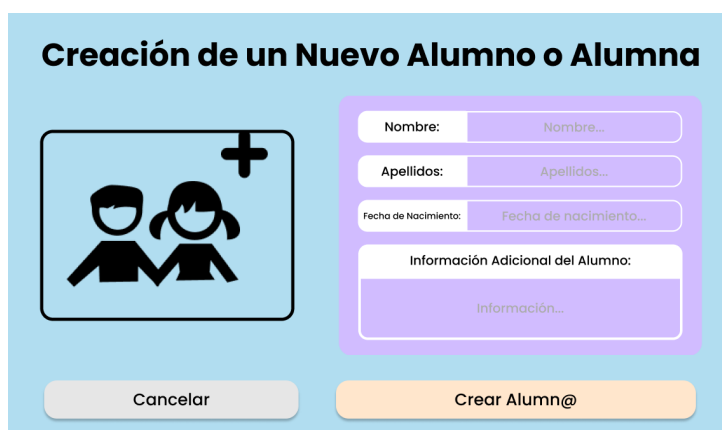 Creación de un Nuevo Alumno o Alumna
Nombre: Nombre...
Apellidos: Apellidos...
Fecha de Nacimiento: Fecha de nacimiento...
Información Adicional del Alumno:
Información...
Cancelar
Crear Alumn@